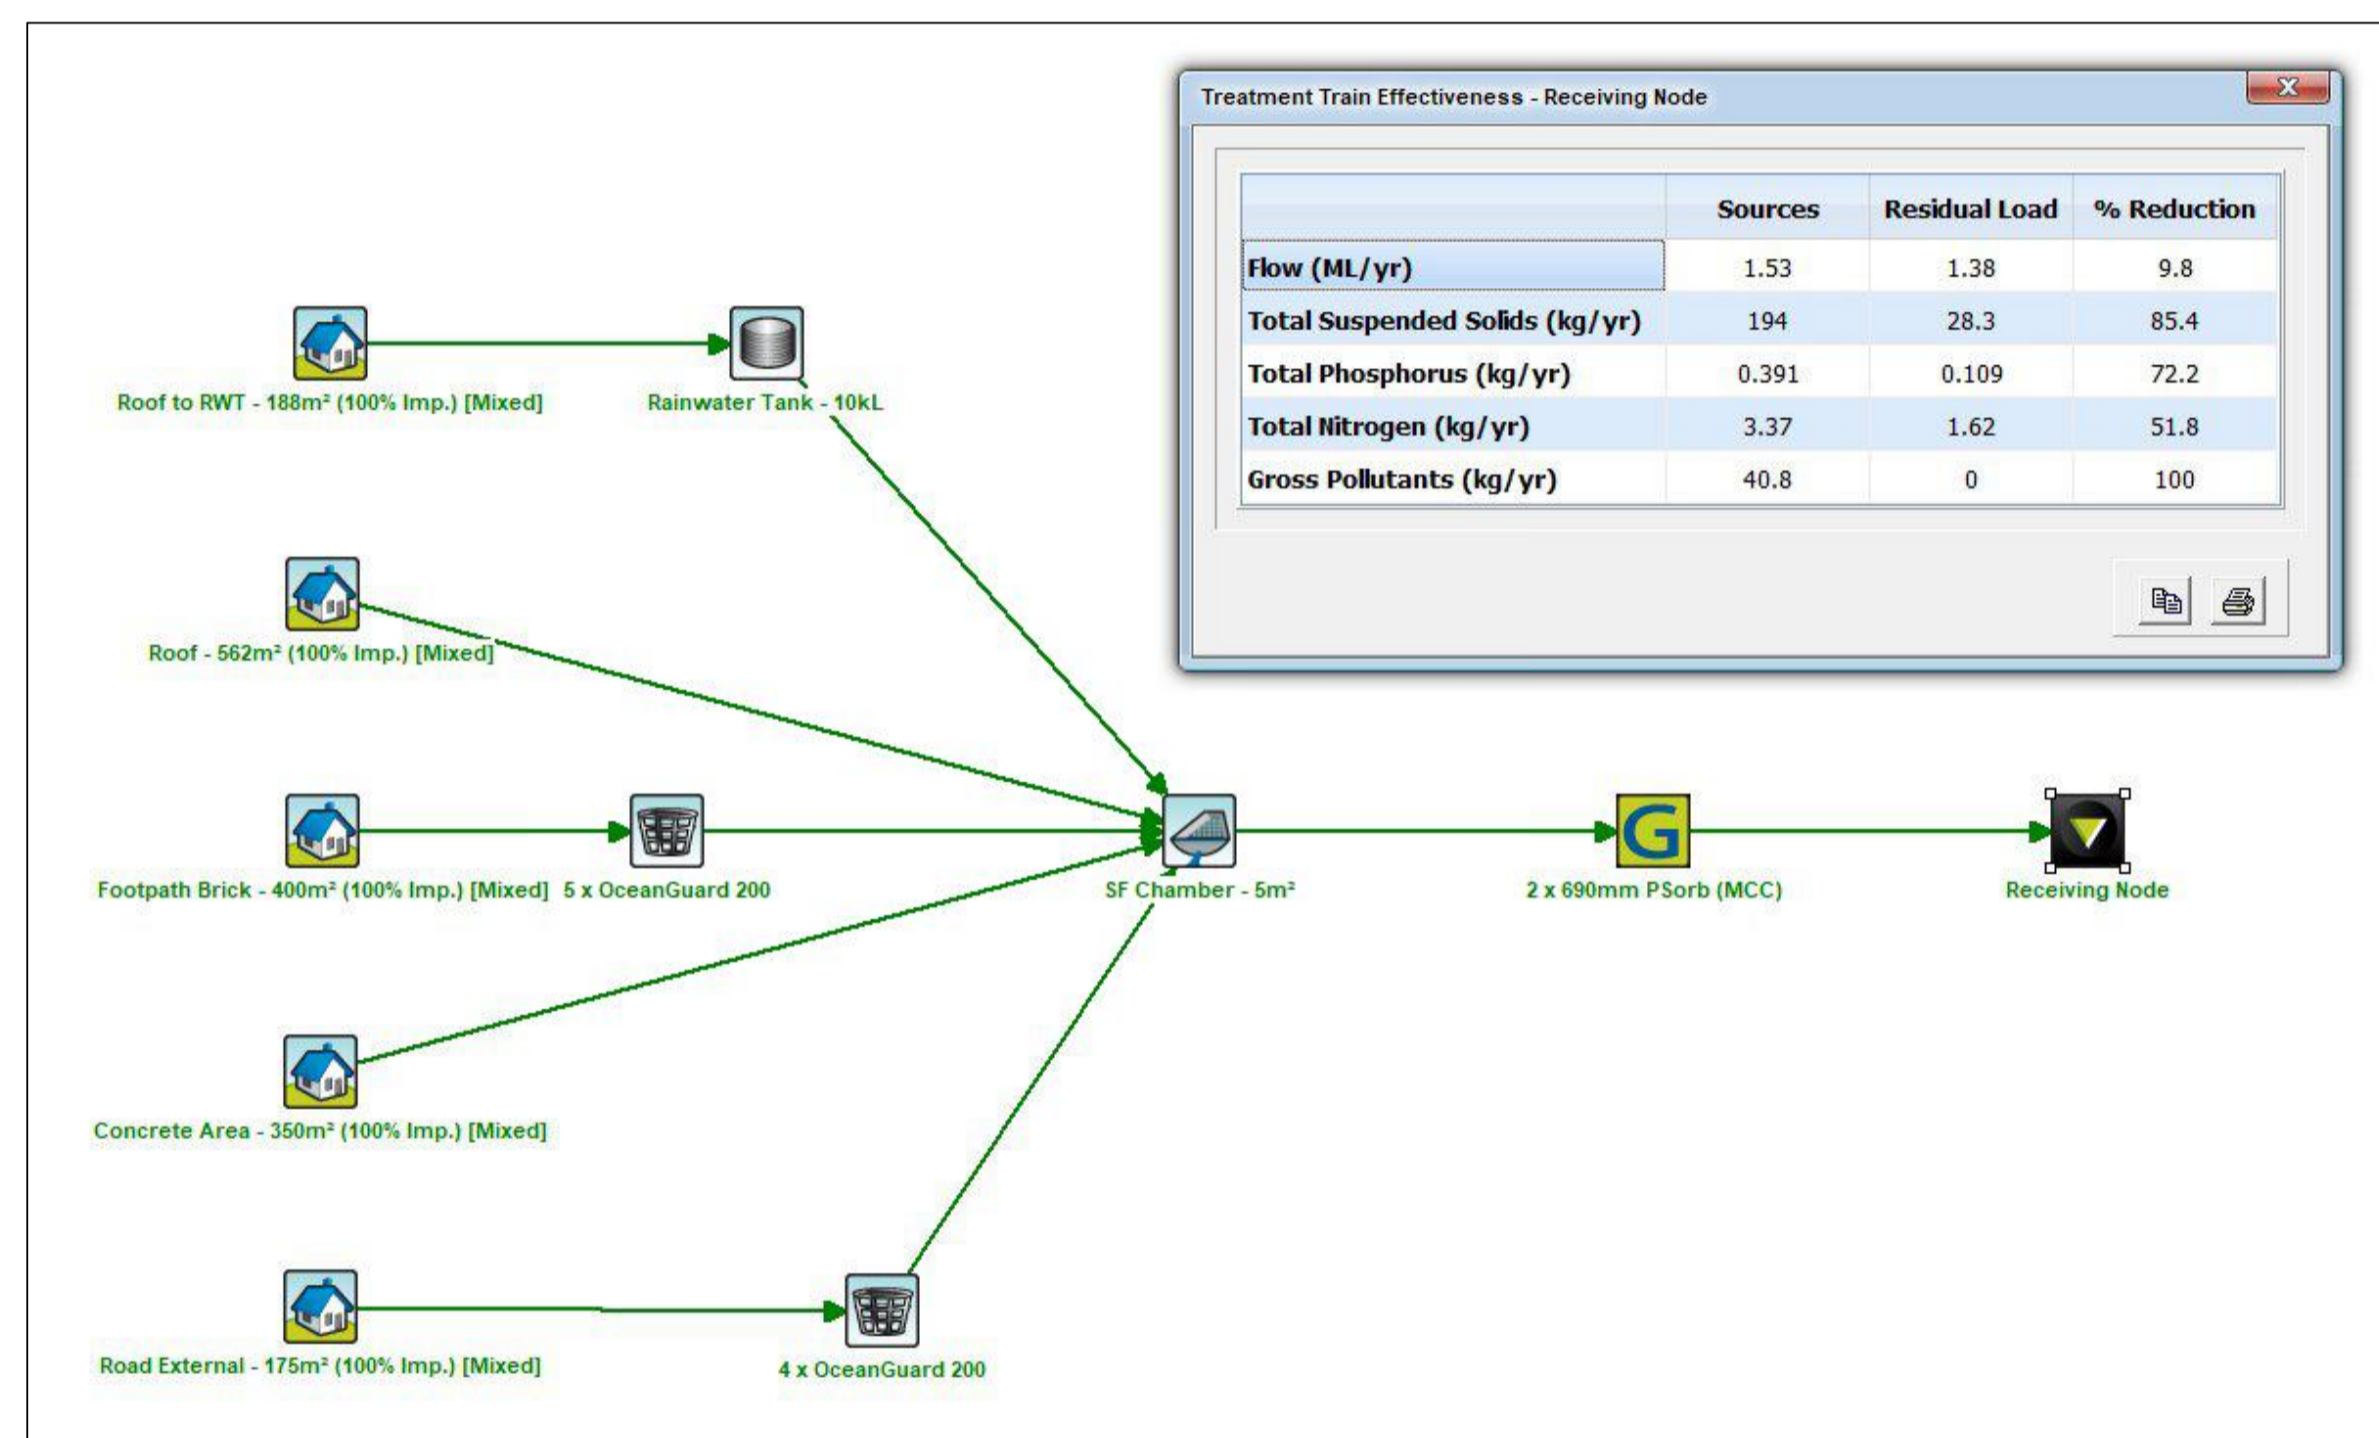 Treatment Train Effectiveness - Receiving Node
Sources Residual Load % Reduction
Flow (ML/yr) 1.53 1.38 9.8
Total Suspended Solids (kg/yr) 194 28.3 85.4
Total Phosphorus (kg/yr) 0.391 0.109 72.2
Total Nitrogen (kg/yr) 3.37 1.62 51.8
Gross Pollutants (kg/yr) 40.8 0 100
Roof to RWT - 188m² (100% Imp.) [Mixed]
Rainwater Tank - 10kL
Roof - 562m² (100% Imp.) [Mixed]
Footpath Brick - 400m² (100% Imp.) [Mixed]
5 x OceanGuard 200
SF Chamber - 5m²
G
2 x 690mm PSorb (MCC)
Receiving Node
Concrete Area - 350m² (100% Imp.) [Mixed]
Road External - 175m² (100% Imp.) [Mixed]
4 x OceanGuard 200